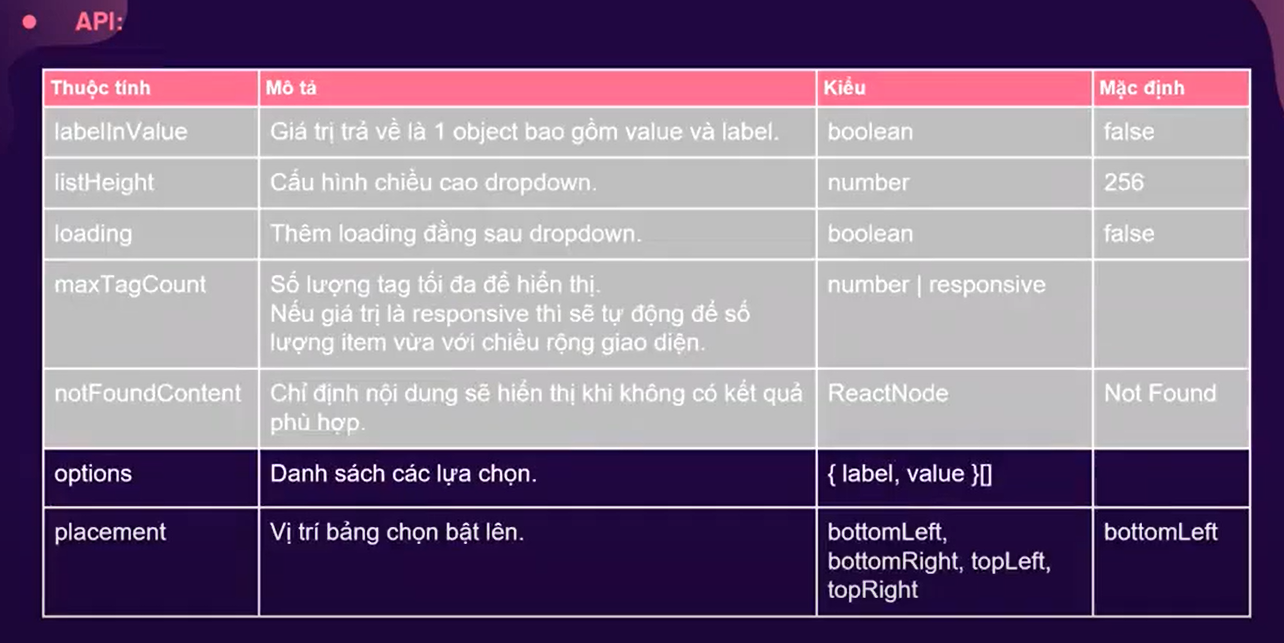 API:
Thuộc tính Mô tả Kiểu Mặc định
labelInValue Giá trị trả về là 1 object bao gồm value và label. boolean false
listHeight Cấu hình chiều cao dropdown. number 256
loading Thêm loading đằng sau dropdown. boolean false
maxTagCount Số lượng tag tối đa để hiển thị. number | responsive
Nếu giá trị là responsive thì sẽ tự động để số
lượng item vừa với chiều rộng giao diện.
notFoundContent Chỉ định nội dung sẽ hiển thị khi không có kết quả ReactNode Not Found
phù hợp.
options Danh sách các lựa chọn. { label, value }[]
placement Vị trí bảng chọn bật lên. bottomLeft, bottomLeft
bottomRight, topLeft,
topRight